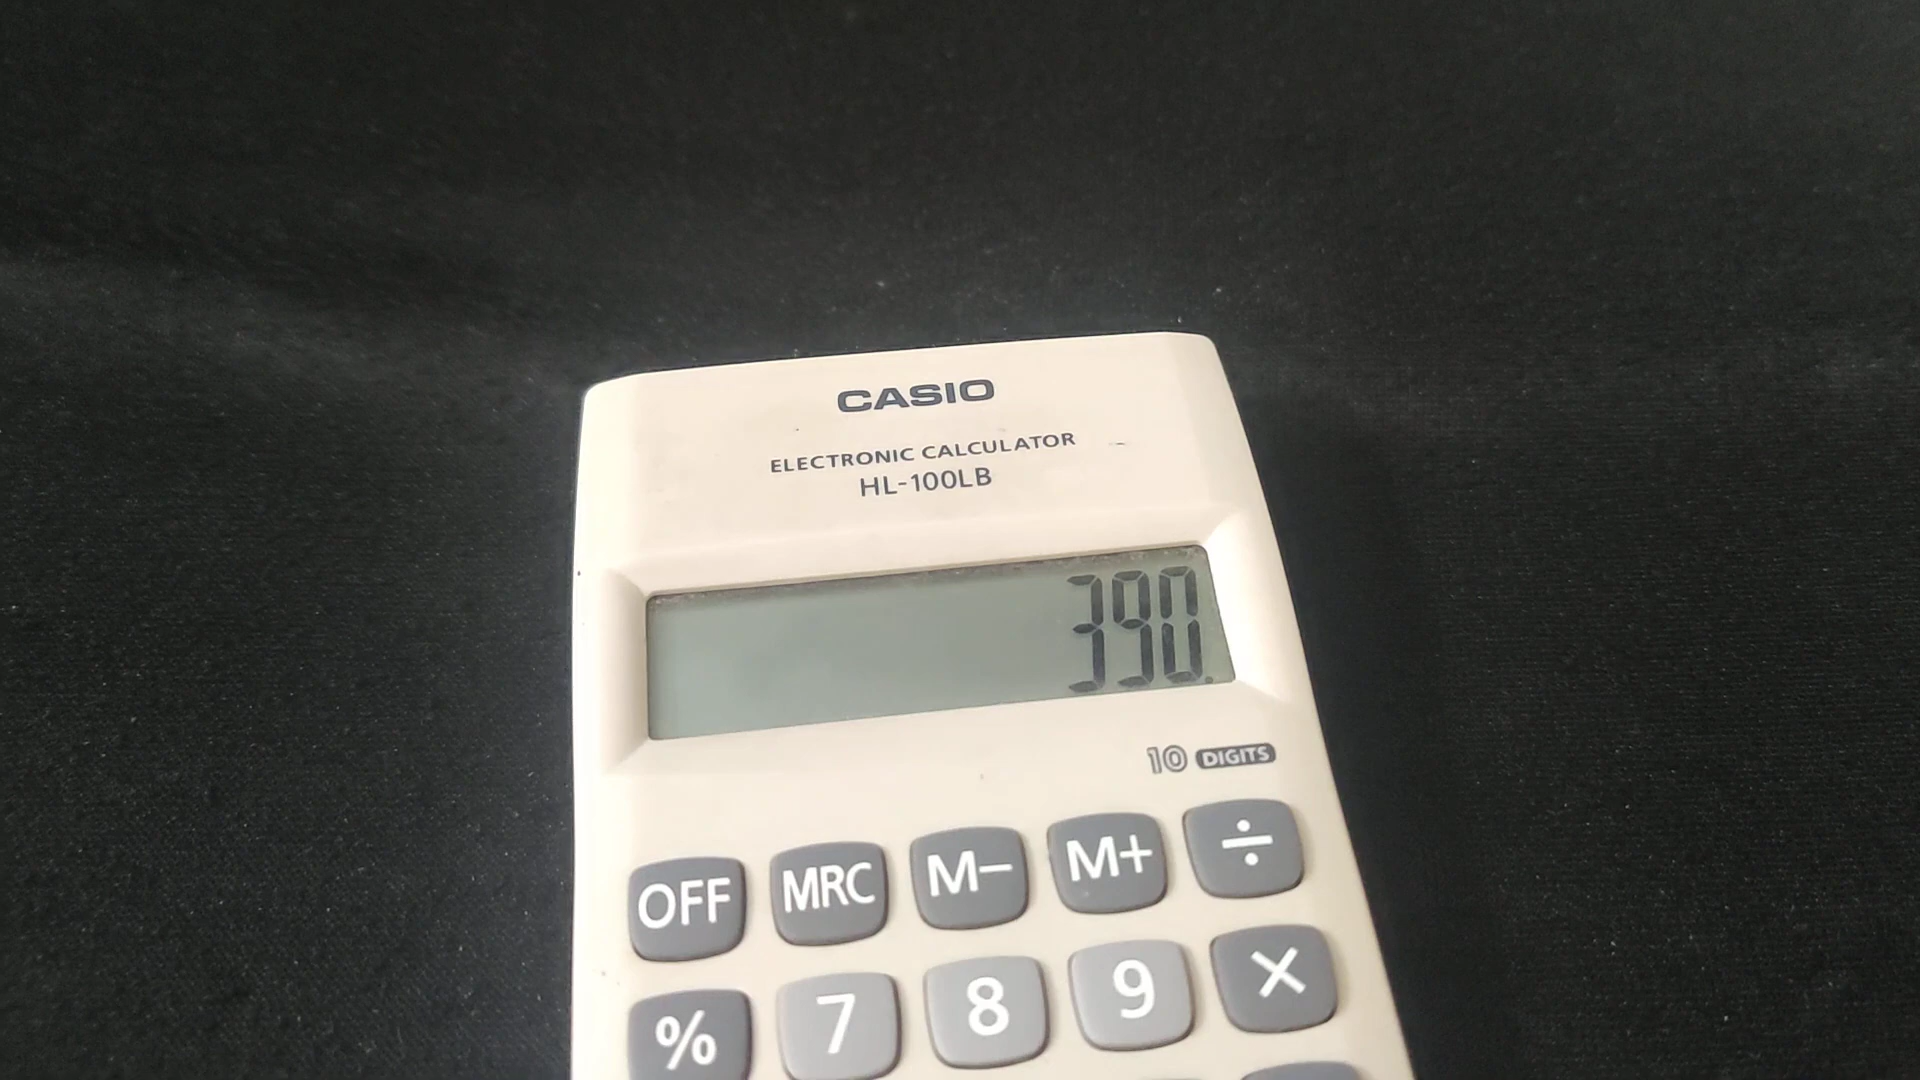 CASIO
ELECTRONIC CALCULATOR
HL-100LB
390.
10 DIGITS
OFF MRC M− M+ ÷
% 7 8 9 ×